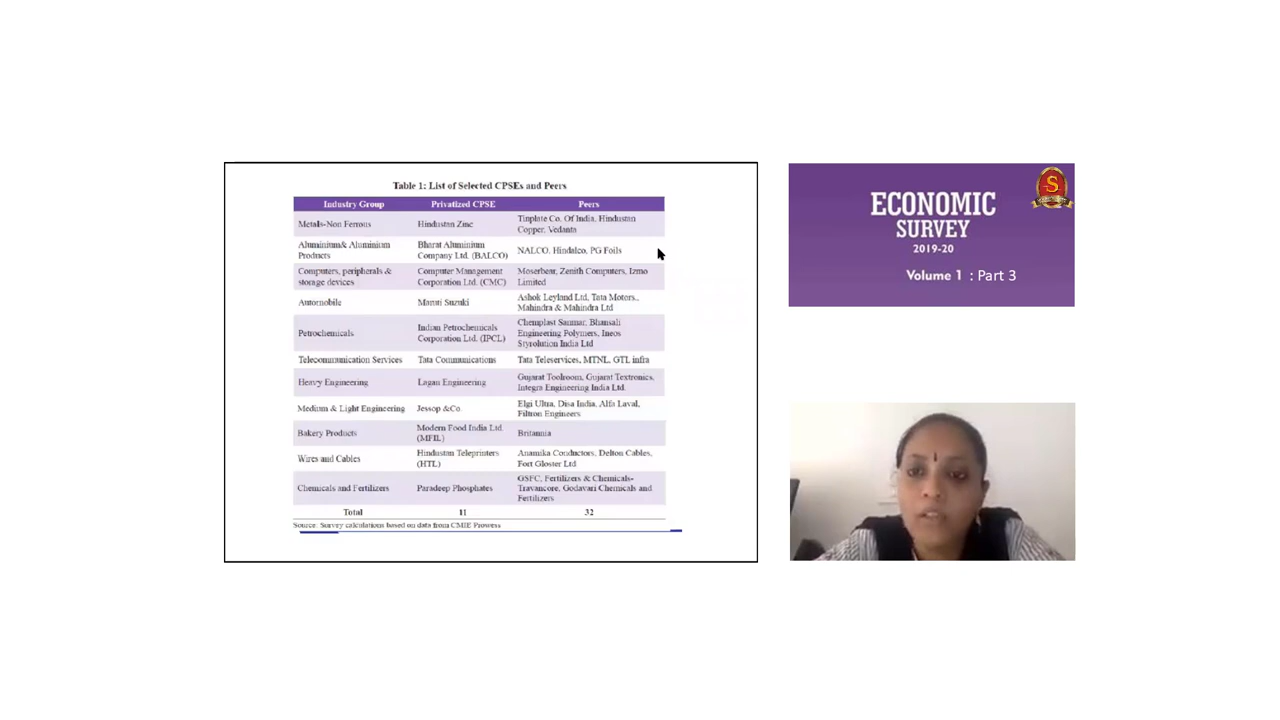 Table 1: List of Selected CPSEs and Peers
Industry Group Privatized CPSE Peers
Metals-Non Ferrous Hindustan Zinc Tinplate Co. Of India, Hindustan
Copper, Vedanta
Aluminium& Aluminium Bharat Aluminium NALCO, Hindalco, PG Foils
Products Company Ltd. (BALCO)
Computers, peripherals & Computer Management Moserbear, Zenith Computers, Izmo
storage devices Corporation Ltd. (CMC) Limited
Automobile Maruti Suzuki Ashok Leyland Ltd, Tata Motors.,
Mahindra & Mahindra Ltd
Petrochemicals Indian Petrochemicals Chemplast Sanmar, Bhansali
Corporation Ltd. (IPCL) Engineering Polymers, Ineos
Styrolution India Ltd
Telecommunication Services Tata Communications Tata Teleservices, MTNL, GTL infra
Heavy Engineering Lagan Engineering Gujarat Toolroom, Gujarat Textronics,
Integra Engineering India Ltd.
Medium & Light Engineering Jessop &Co Elgi Ultra, Disa India, Alfa Laval,
Filtron Engineers
Bakery Products Modern Food India Ltd. Britannia
(MFIL)
Wires and Cables Hindustan Teleprinters Anamika Conductors, Delton Cables,
(HTL) Fort Gloster Ltd
Chemicals and Fertilizers Paradeep Phosphates GSFC, Fertilizers & Chemicals-
Travancore, Godavari Chemicals and
Fertilizers
Total 11 32
Source: Survey calculations based on data from CMIE Prowess
ECONOMIC
SURVEY
2019-20
Volume 1 : Part 3
S